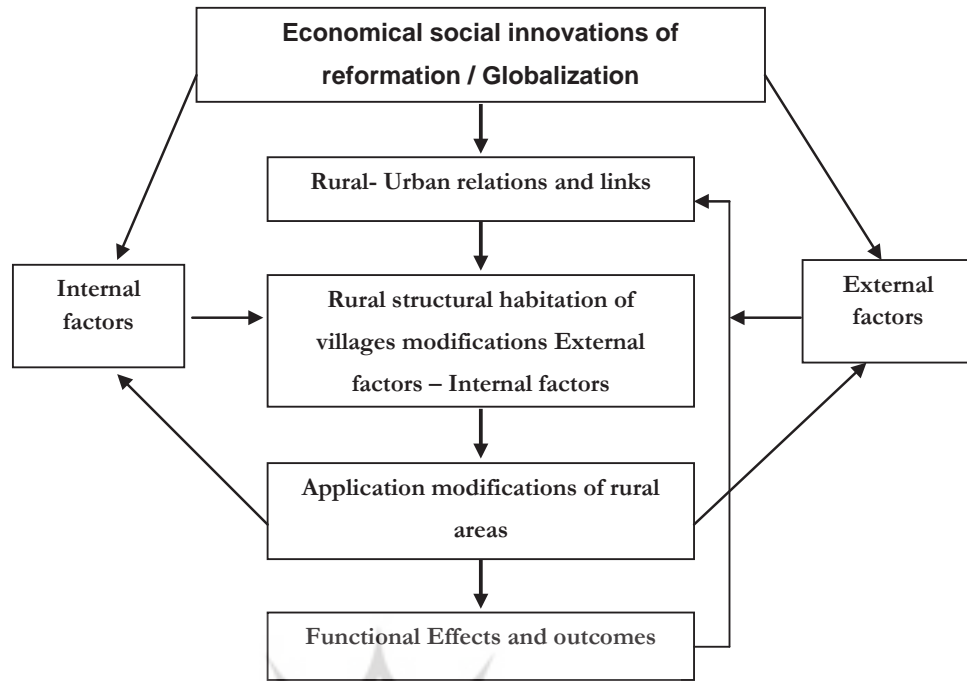 Economical social innovations of
reformation / Globalization
Rural- Urban relations and links
Internal
factors
Rural structural habitation of
villages modifications External
factors – Internal factors
External
factors
Application modifications of rural
areas
Functional Effects and outcomes